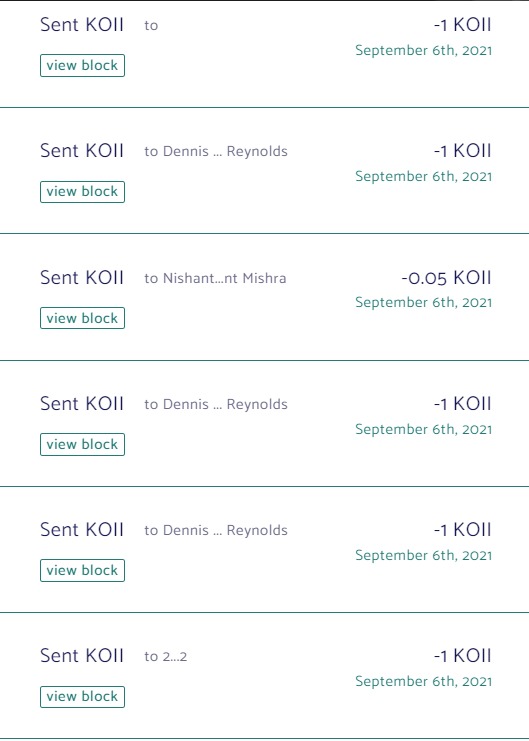 Sent KOII to -1 KOII
September 6th, 2021
view block
Sent KOII to Dennis ... Reynolds -1 KOII
September 6th, 2021
view block
Sent KOII to Nishant...nt Mishra -0.05 KOII
September 6th, 2021
view block
Sent KOII to Dennis ... Reynolds -1 KOII
September 6th, 2021
view block
Sent KOII to Dennis ... Reynolds -1 KOII
September 6th, 2021
view block
Sent KOII to 2...2 -1 KOII
September 6th, 2021
view block